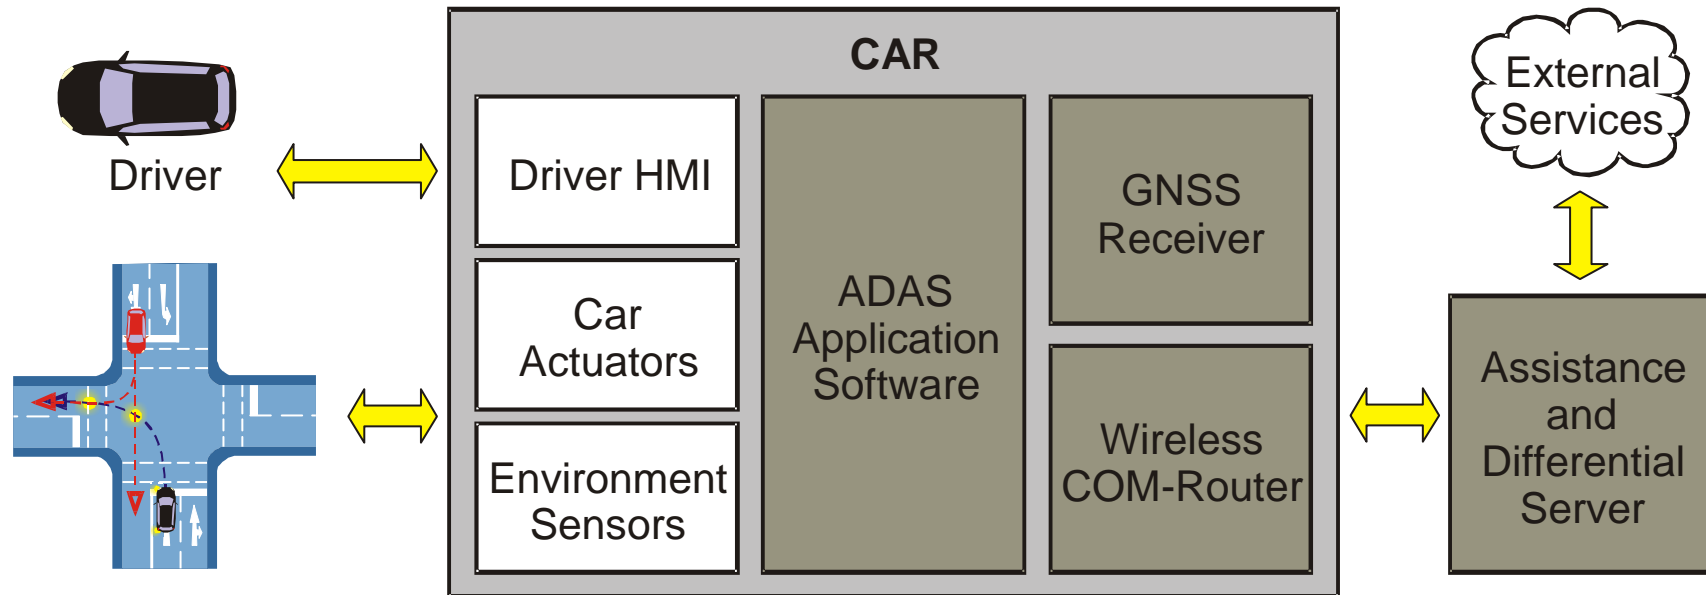 CAR
Driver
Driver HMI
Car
Actuators
Environment
Sensors
ADAS
Application
Software
GNSS
Receiver
Wireless
COM-Router
External
Services
Assistance
and
Differential
Server